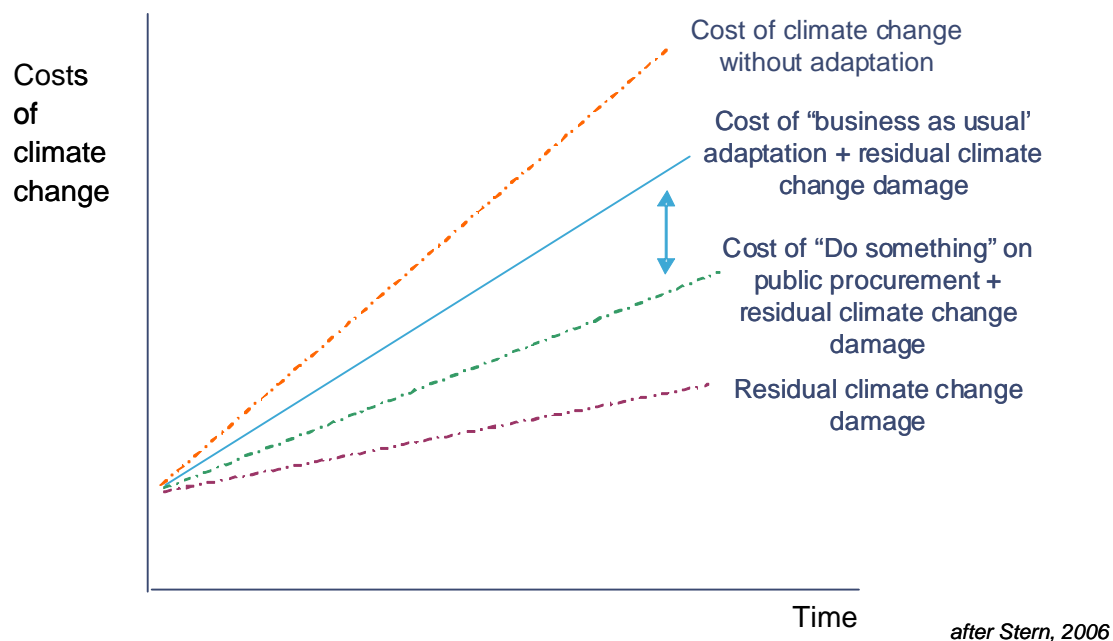 Costs
of
climate
change
Cost of climate change
without adaptation
Cost of “business as usual’
adaptation + residual climate
change damage
Cost of “Do something” on
public procurement +
residual climate change
damage
Residual climate change
damage
Time
after Stern, 2006